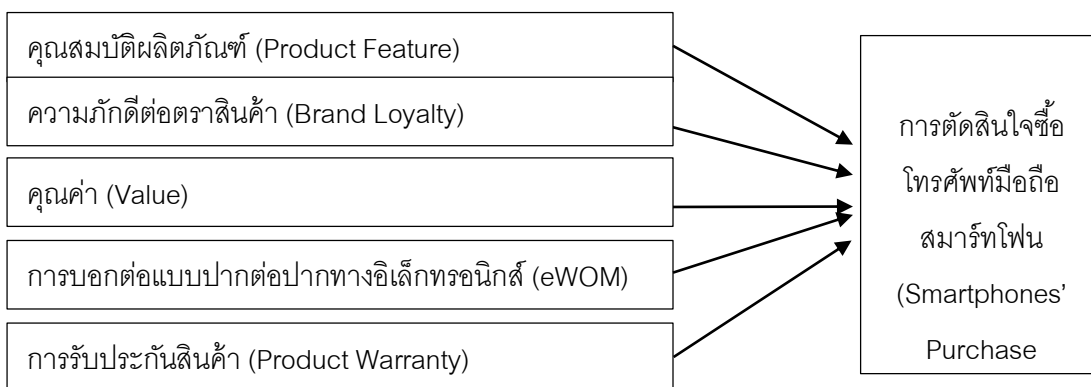 คุณสมบัติผลิตภัณฑ์ (Product Feature)
ความภักดีต่อตราสินค้า (Brand Loyalty)
คุณค่า (Value)
การบอกต่อแบบปากต่อปากทางอิเล็กทรอนิกส์ (eWOM)
การรับประกันสินค้า (Product Warranty)
การตัดสินใจซื้อ
โทรศัพท์มือถือ
สมาร์ทโฟน
(Smartphones’
Purchase